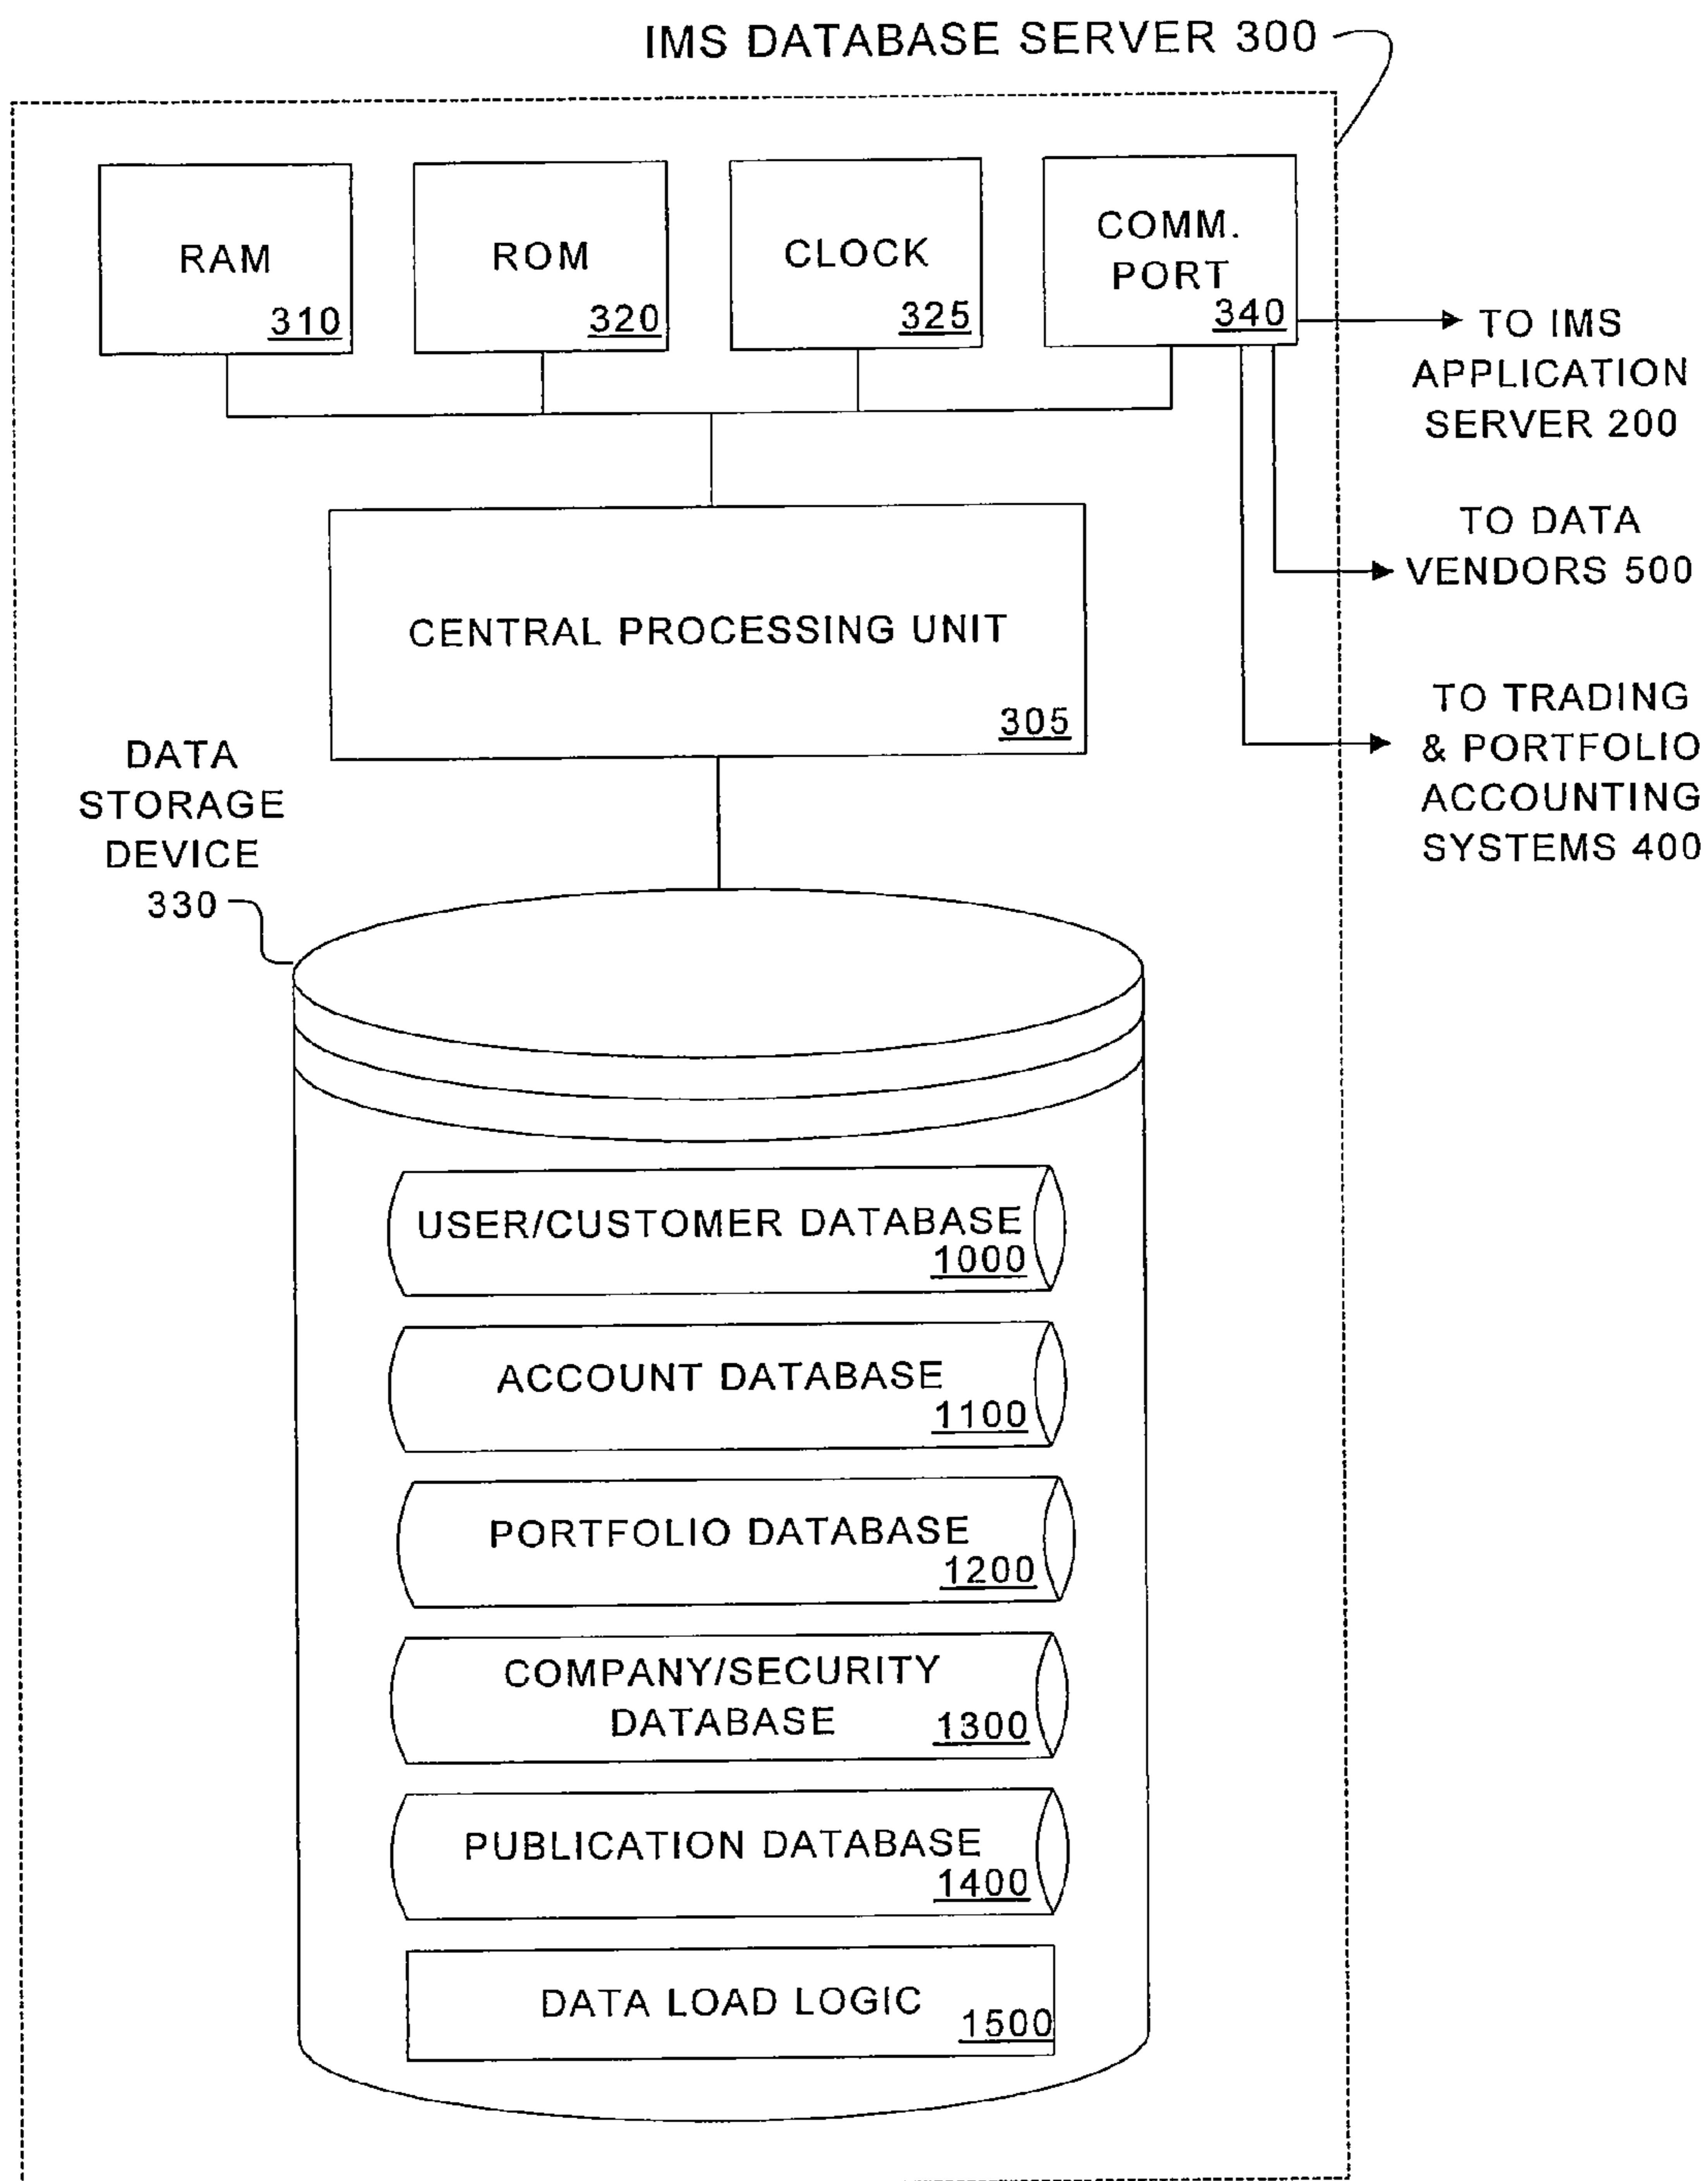 IMS DATABASE SERVER 300
RAM
310
ROM
320
CLOCK
325
COMM.
PORT
340
TO IMS
APPLICATION
SERVER 200
TO DATA
VENDORS 500
TO TRADING
& PORTFOLIO
ACCOUNTING
SYSTEMS 400
CENTRAL PROCESSING UNIT
305
DATA
STORAGE
DEVICE
330
USER/CUSTOMER DATABASE
1000
ACCOUNT DATABASE
1100
PORTFOLIO DATABASE
1200
COMPANY/SECURITY
DATABASE
1300
PUBLICATION DATABASE
1400
DATA LOAD LOGIC
1500